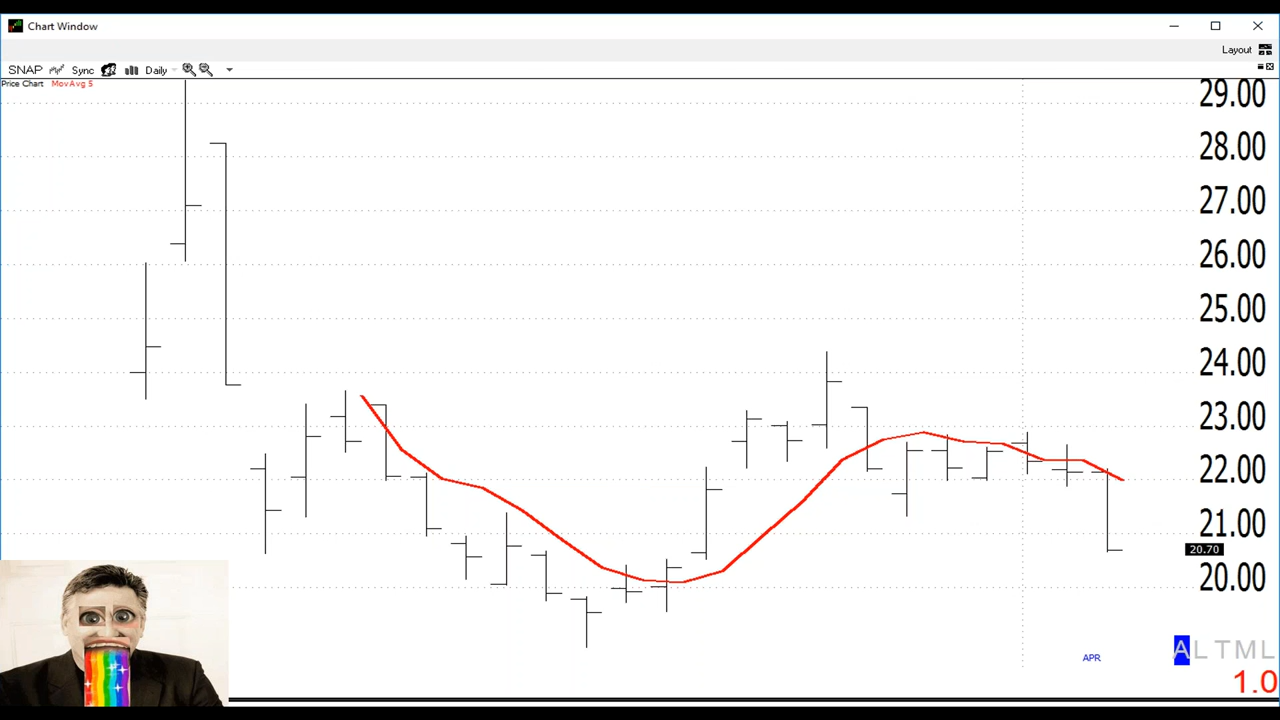 Chart Window
Layout
SNAP Sync Daily
Price Chart MovAvg 5
29.00
28.00
27.00
26.00
25.00
24.00
23.00
22.00
21.00
20.70
20.00
APR
ALTML
1.0